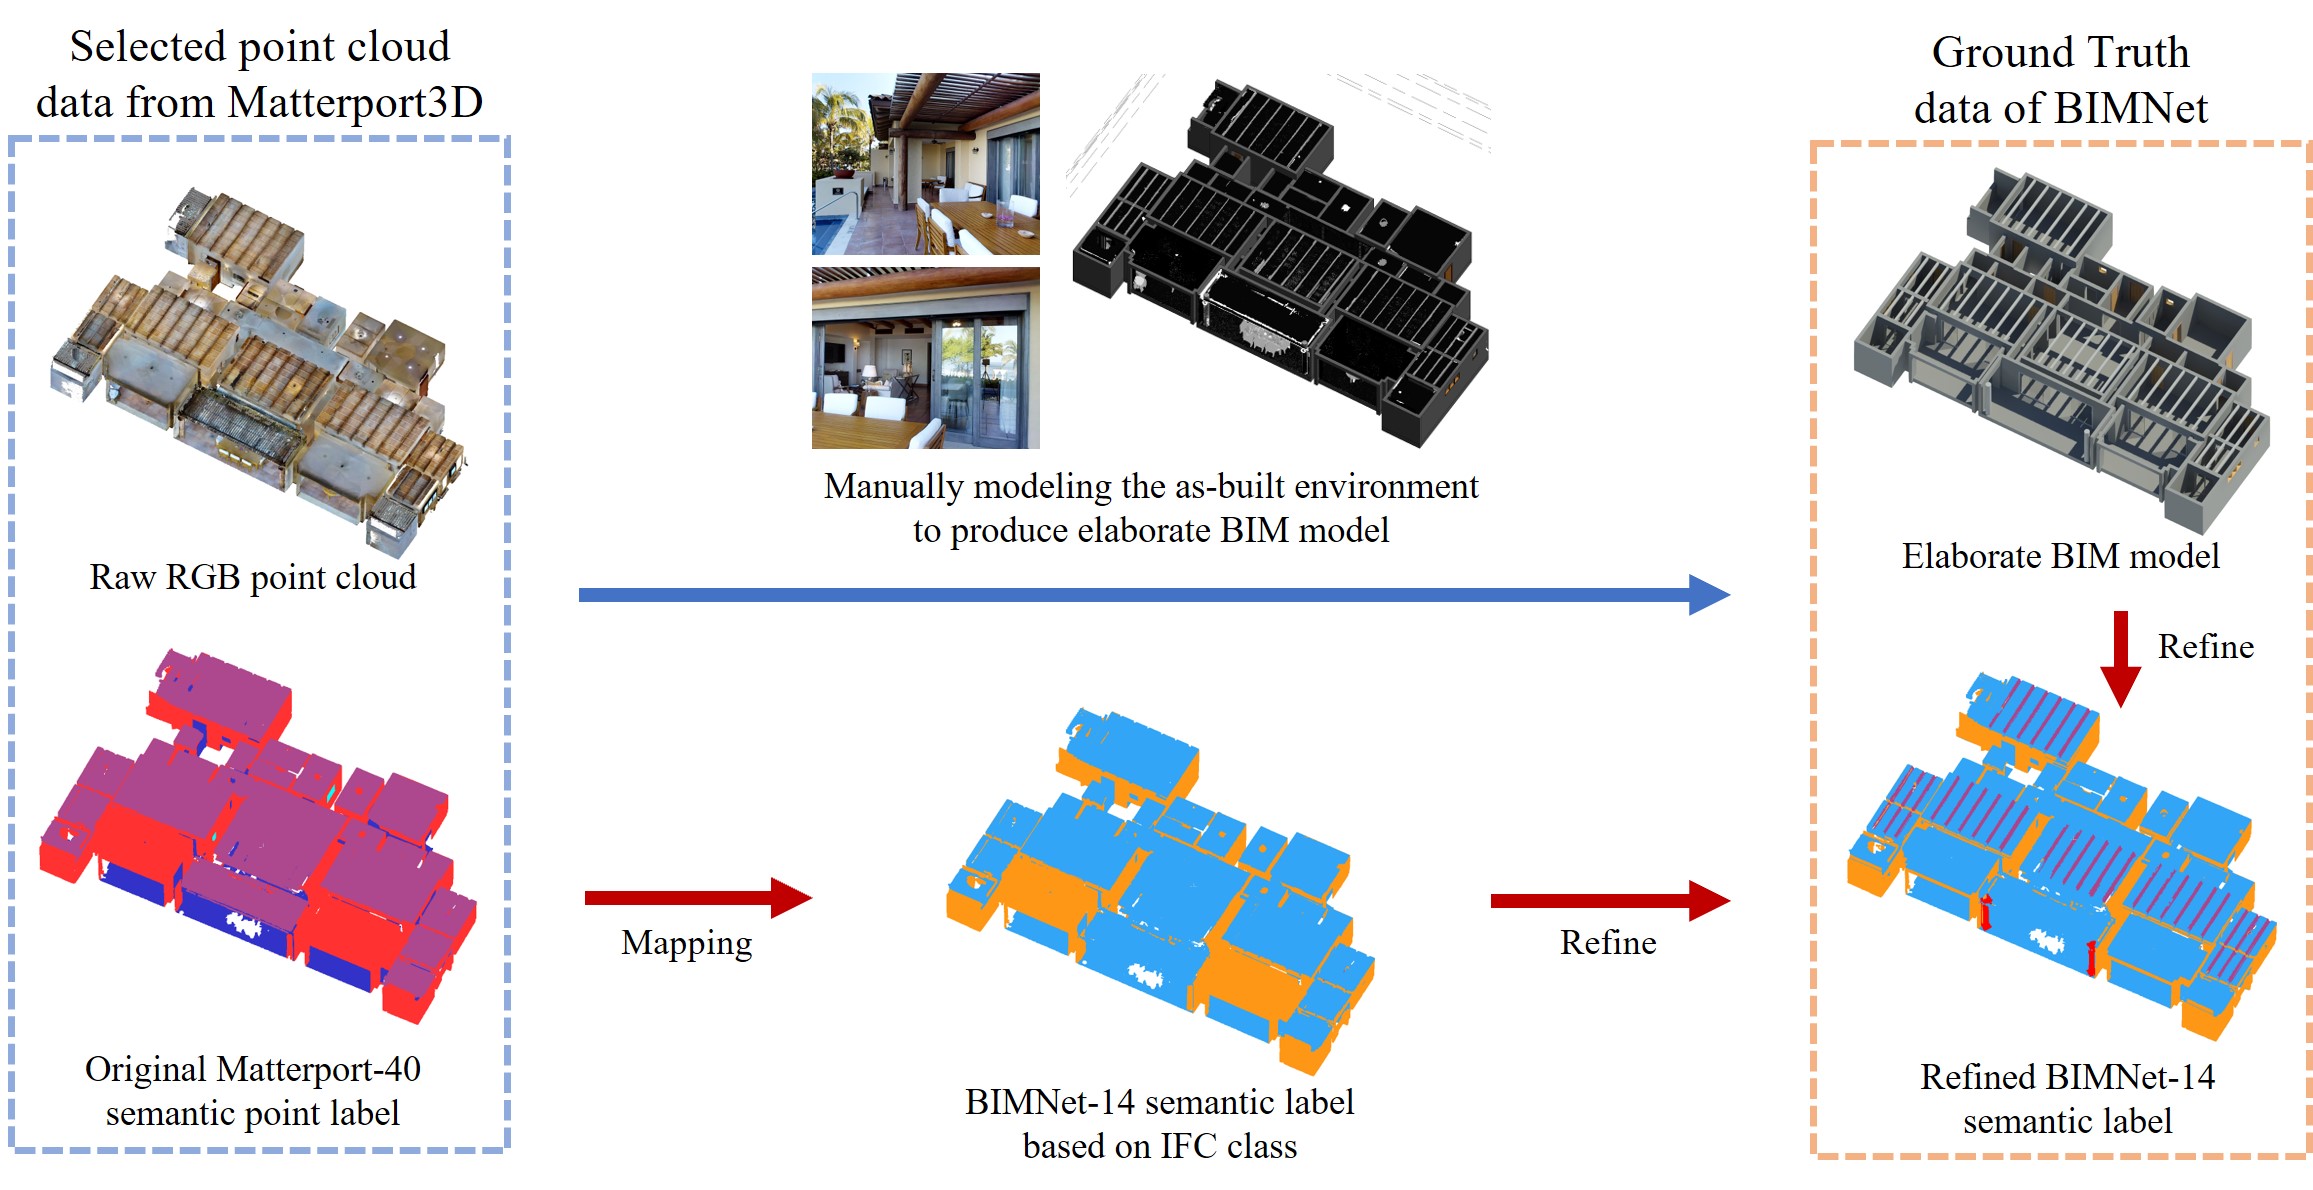 Selected point cloud
data from Matterport3D
Raw RGB point cloud
Original Matterport-40
semantic point label
Manually modeling the as-built environment
to produce elaborate BIM model
Mapping
BIMNet-14 semantic label
based on IFC class
Refine
Ground Truth
data of BIMNet
Elaborate BIM model
Refine
Refined BIMNet-14
semantic label